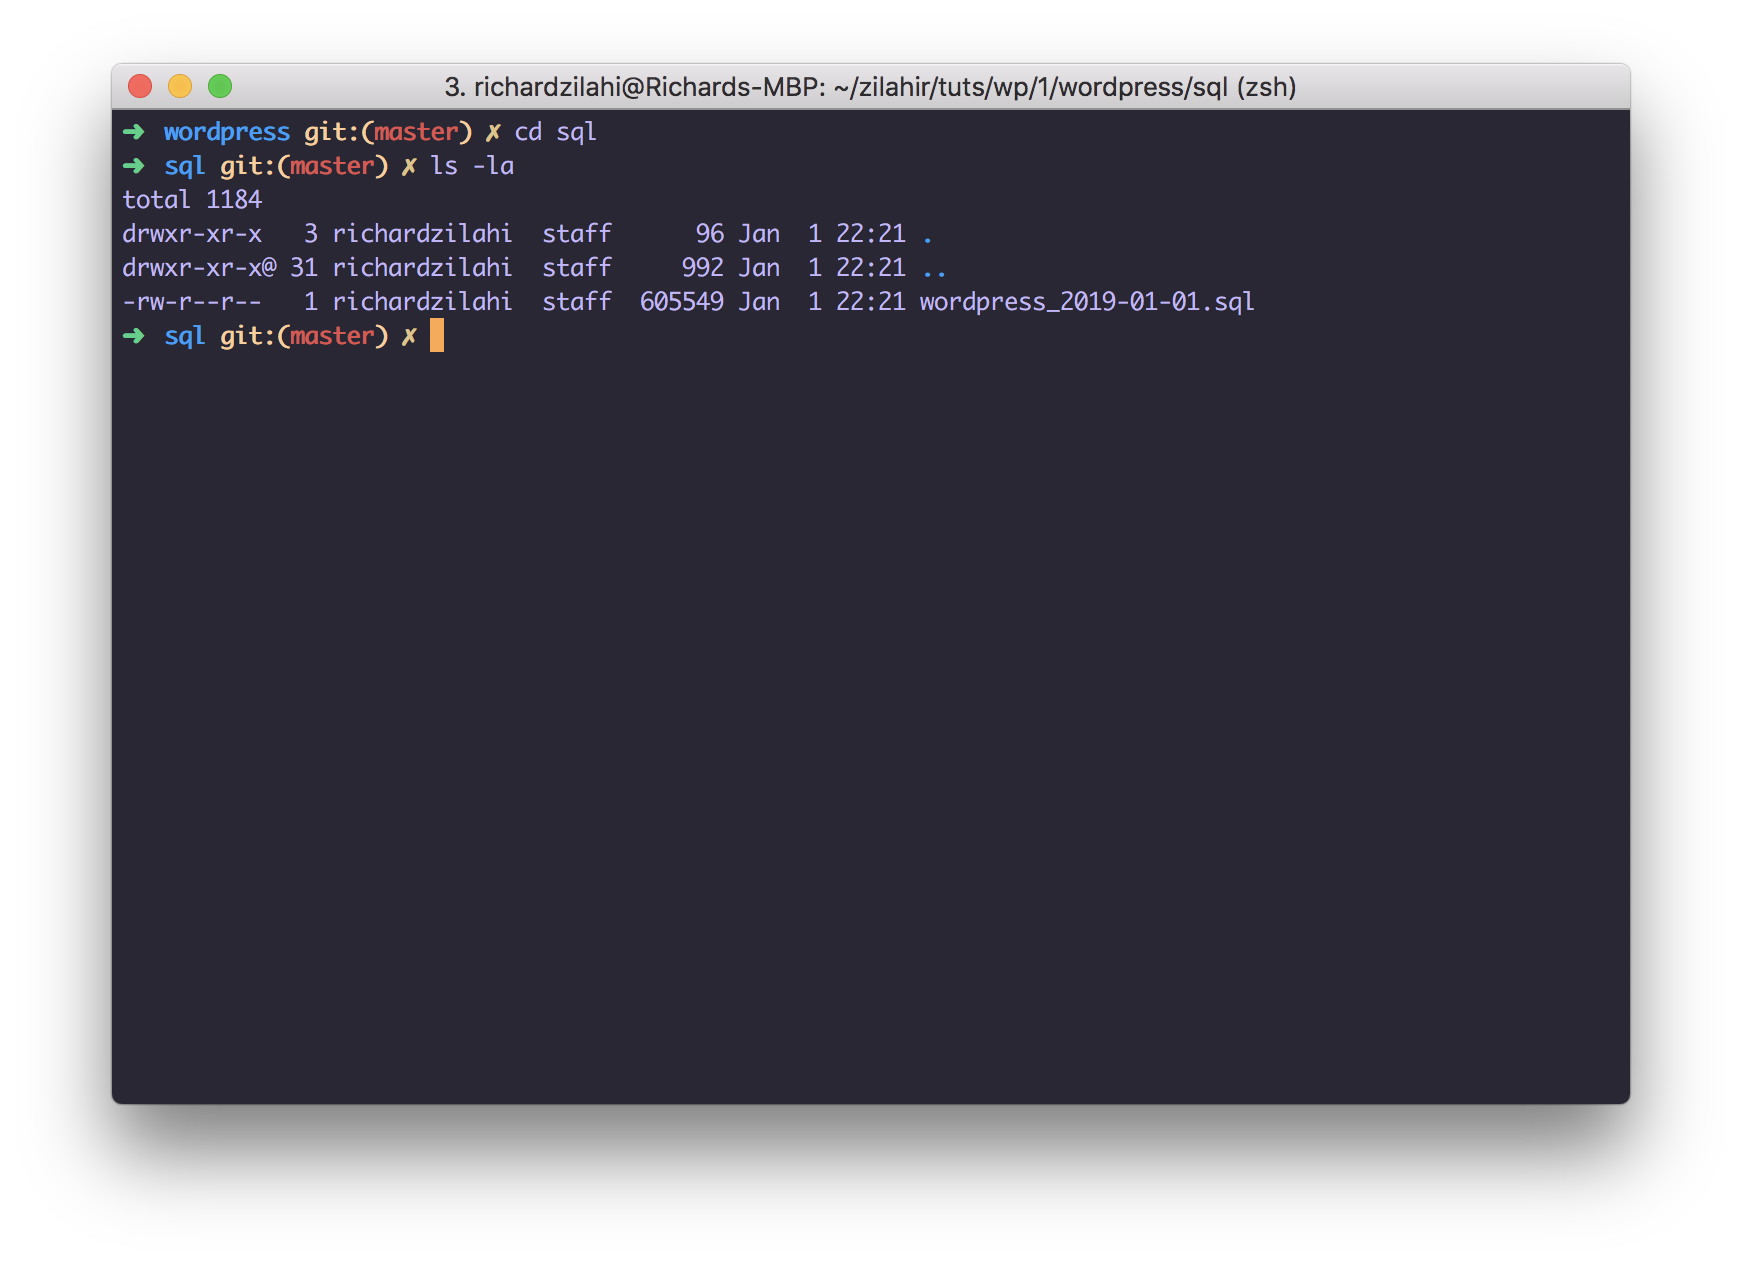 3. richardzilahi@Richards-MBP: ~/zilahir/tuts/wp/1/wordpress/sql (zsh)
➜  wordpress git:(master) ✗ cd sql
➜  sql git:(master) ✗ ls -la
total 1184
drwxr-xr-x   3 richardzilahi  staff      96 Jan  1 22:21 .
drwxr-xr-x@ 31 richardzilahi  staff     992 Jan  1 22:21 ..
-rw-r--r--   1 richardzilahi  staff  605549 Jan  1 22:21 wordpress_2019-01-01.sql
➜  sql git:(master) ✗